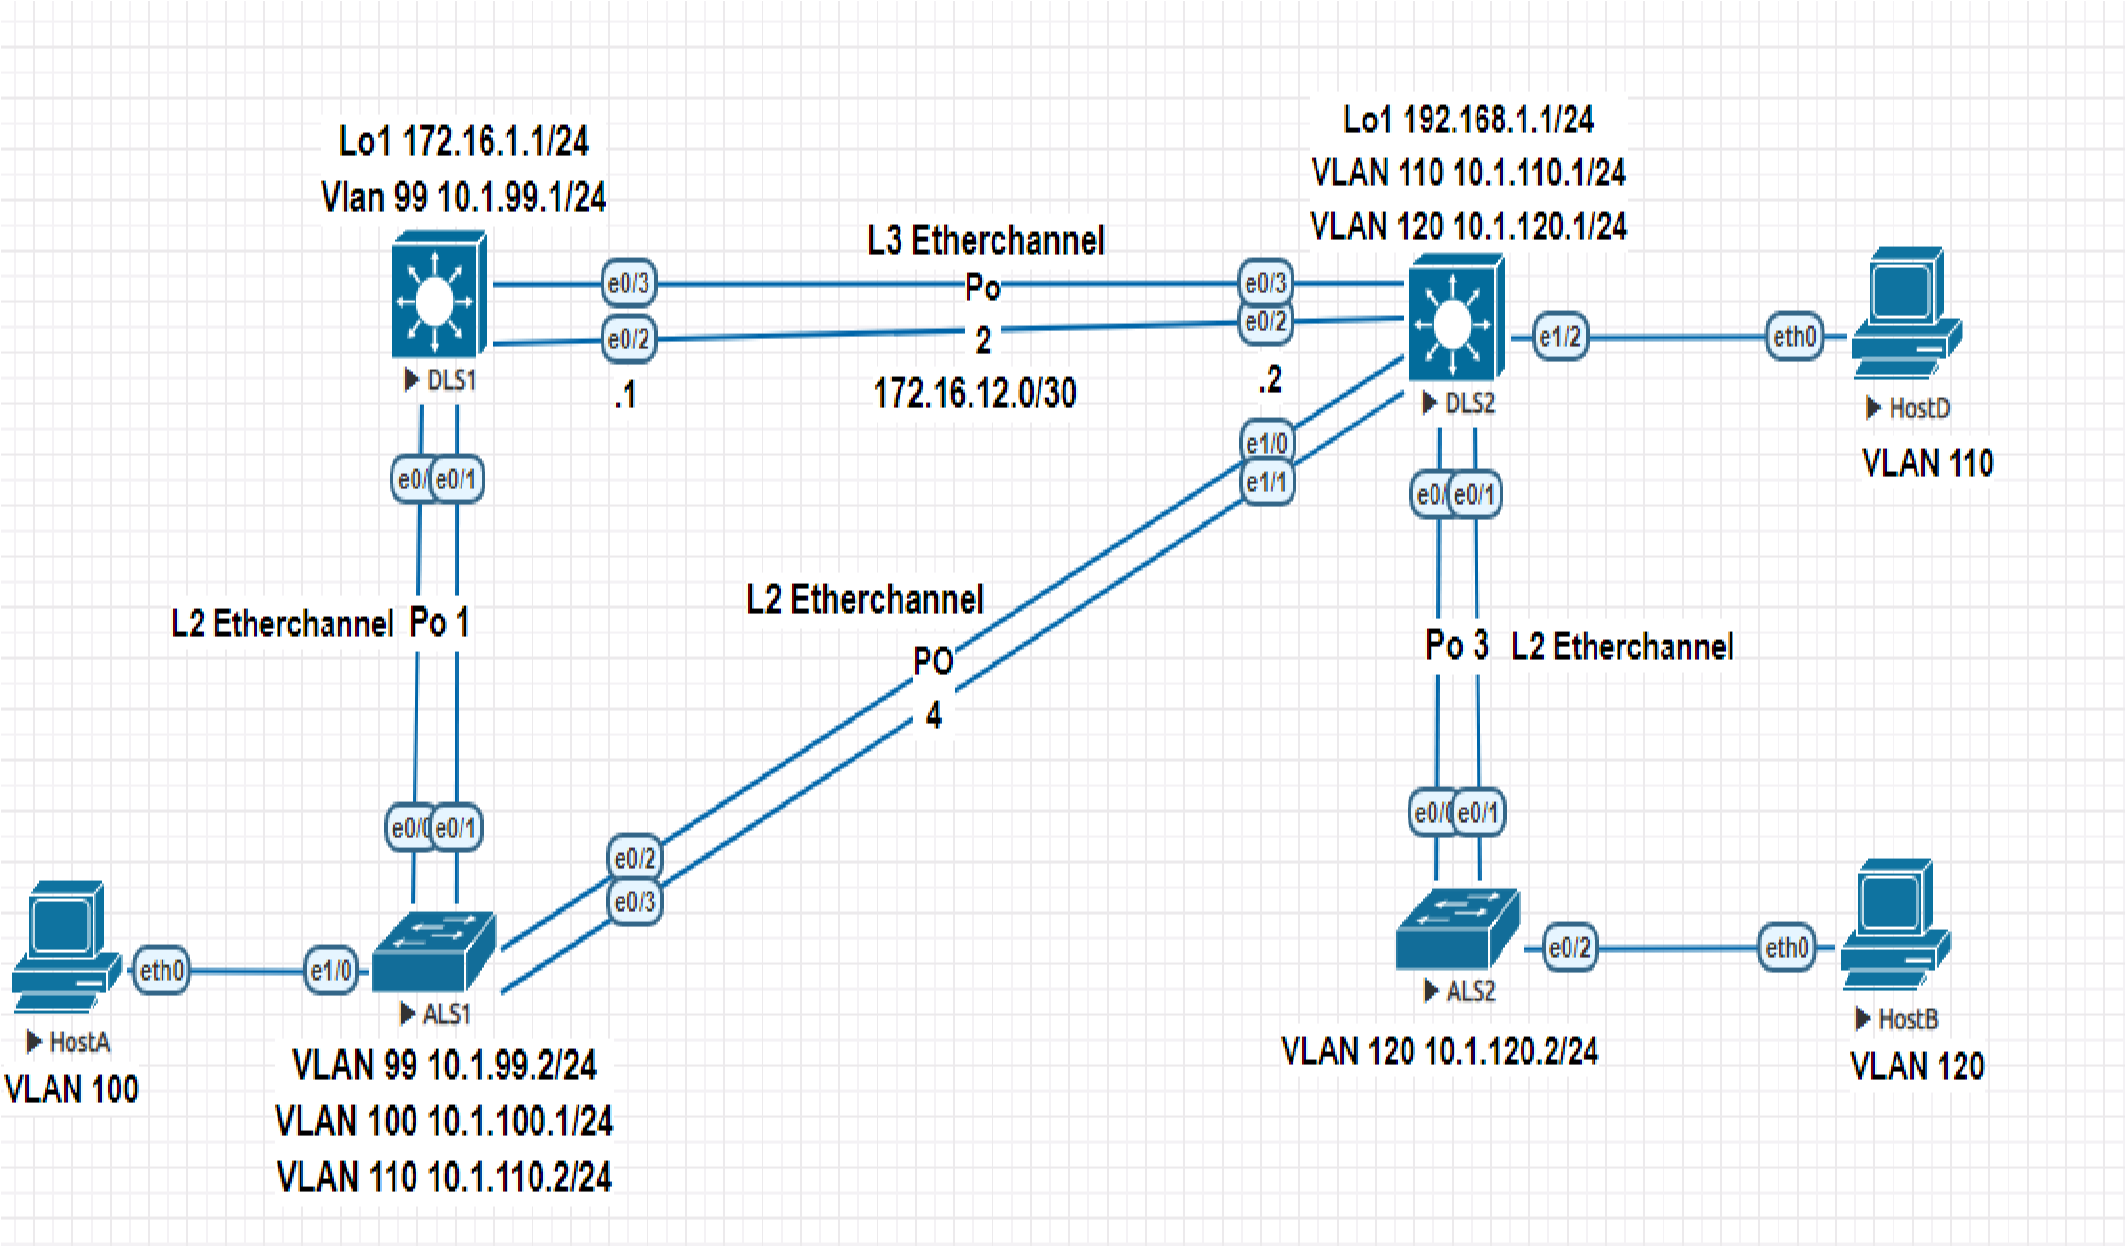 Lo1 172.16.1.1/24
Vlan 99 10.1.99.1/24
Lo1 192.168.1.1/24
VLAN 110 10.1.110.1/24
VLAN 120 10.1.120.1/24
L3 Etherchannel
Po
2
172.16.12.0/30
e0/3
e0/2
.1
e0/3
e0/2
.2
DLS1
DLS2
e1/2
eth0
HostD
VLAN 110
e1/0
e1/1
e0/1
e0/1
L2 Etherchannel Po 1
L2 Etherchannel
PO
4
Po 3 L2 Etherchannel
e0/1
e0/2
e0/3
e0/1
eth0
e1/0
HostA
VLAN 100
ALS1
VLAN 99 10.1.99.2/24
VLAN 100 10.1.100.1/24
VLAN 110 10.1.110.2/24
e0/2
eth0
ALS2
VLAN 120 10.1.120.2/24
HostB
VLAN 120